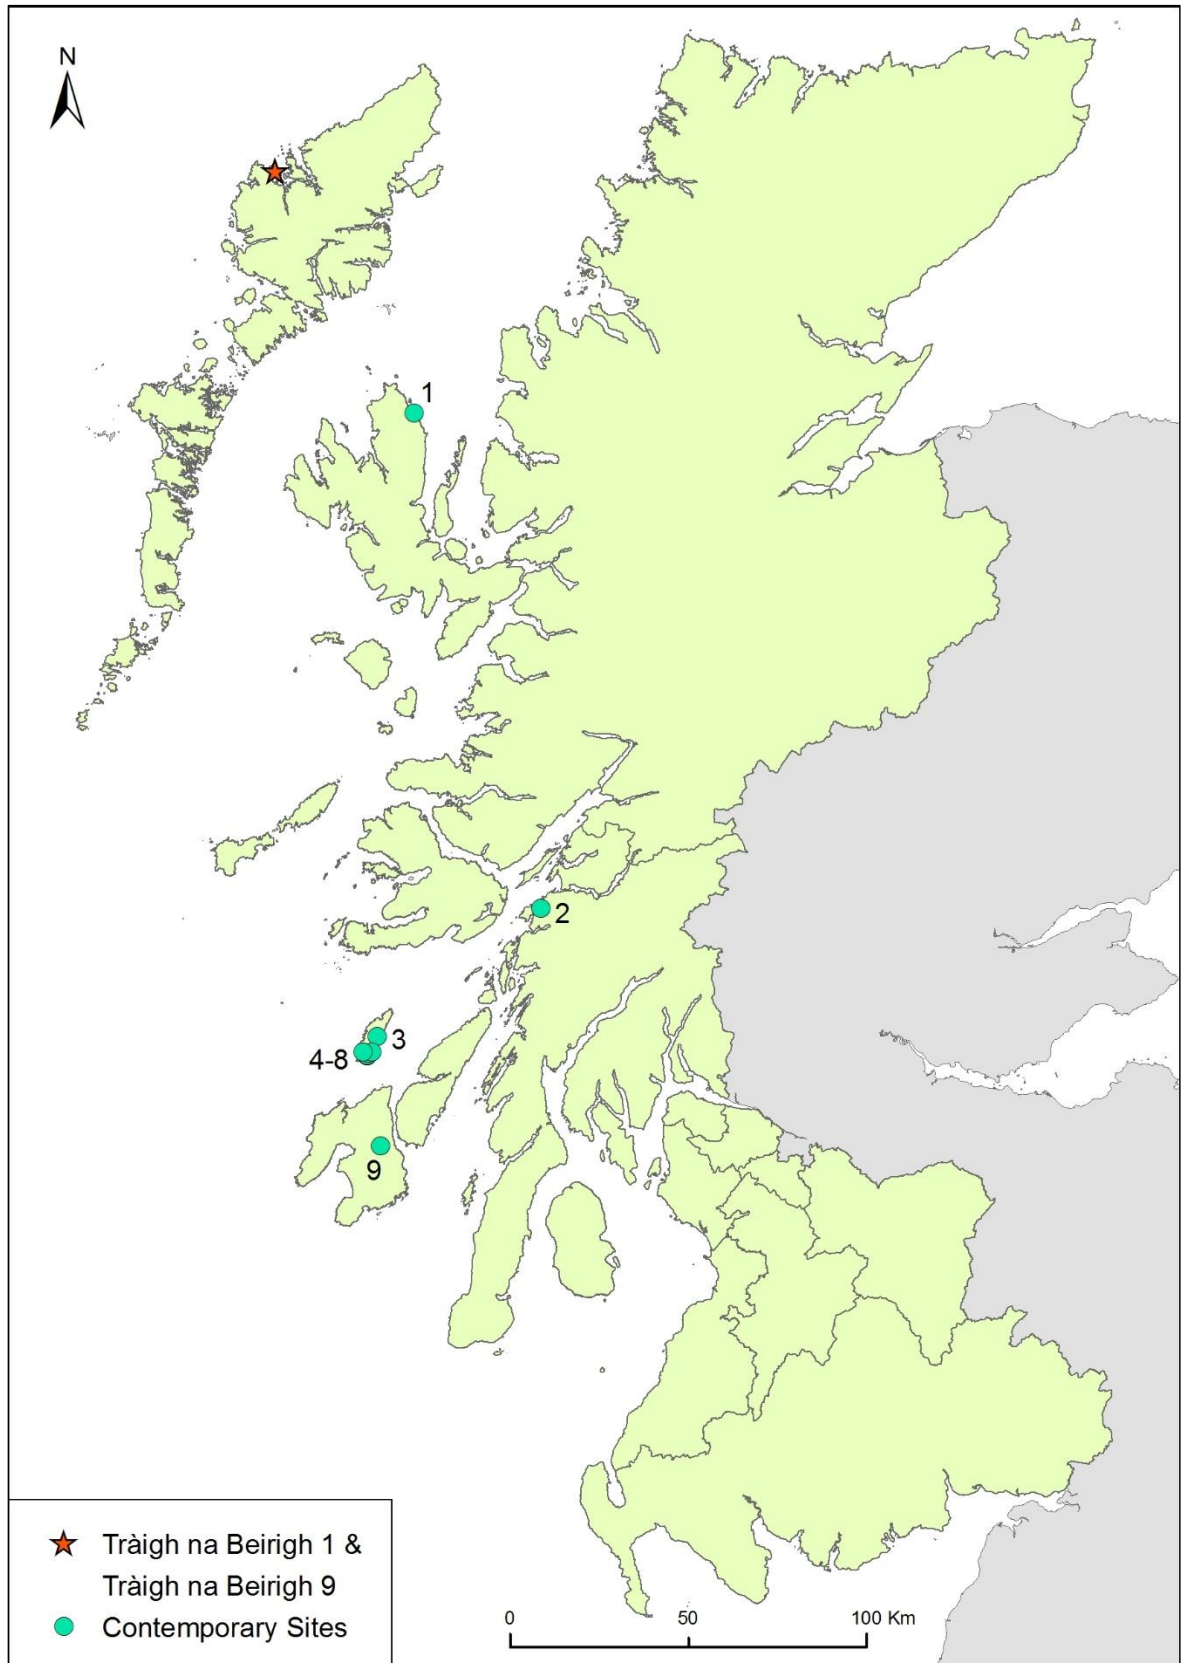 N
1
2
3
4-8
9
Tràigh na Beirigh 1 &
Tràigh na Beirigh 9
Contemporary Sites
0 50 100 Km